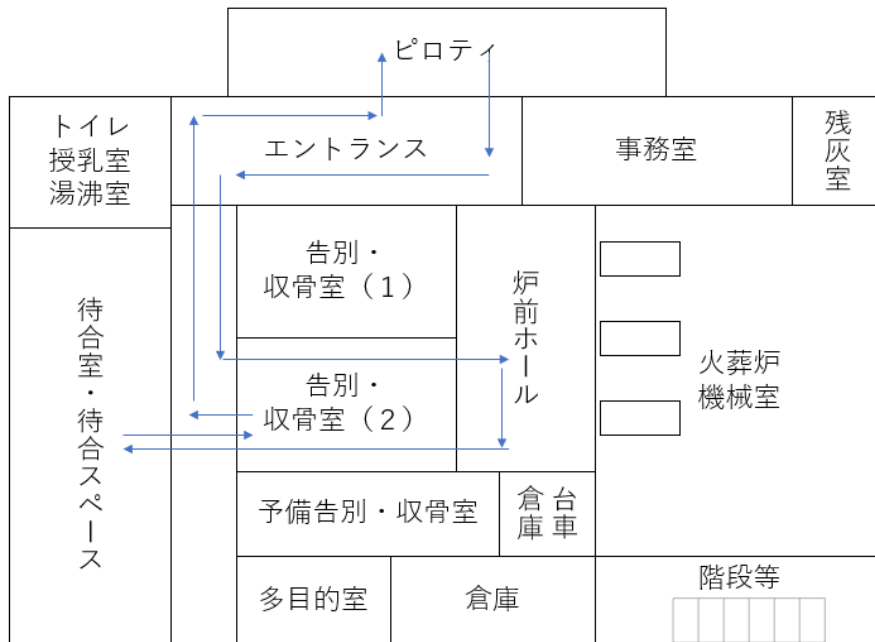 ピロティ
トイレ
授乳室
湯沸室
エントランス
事務室
残灰室
告別・
収骨室（１）
炉前ホール
待合室・待合スペース
告別・
収骨室（２）
火葬炉
機械室
予備告別・収骨室
台車
倉庫
多目的室
倉庫
階段等